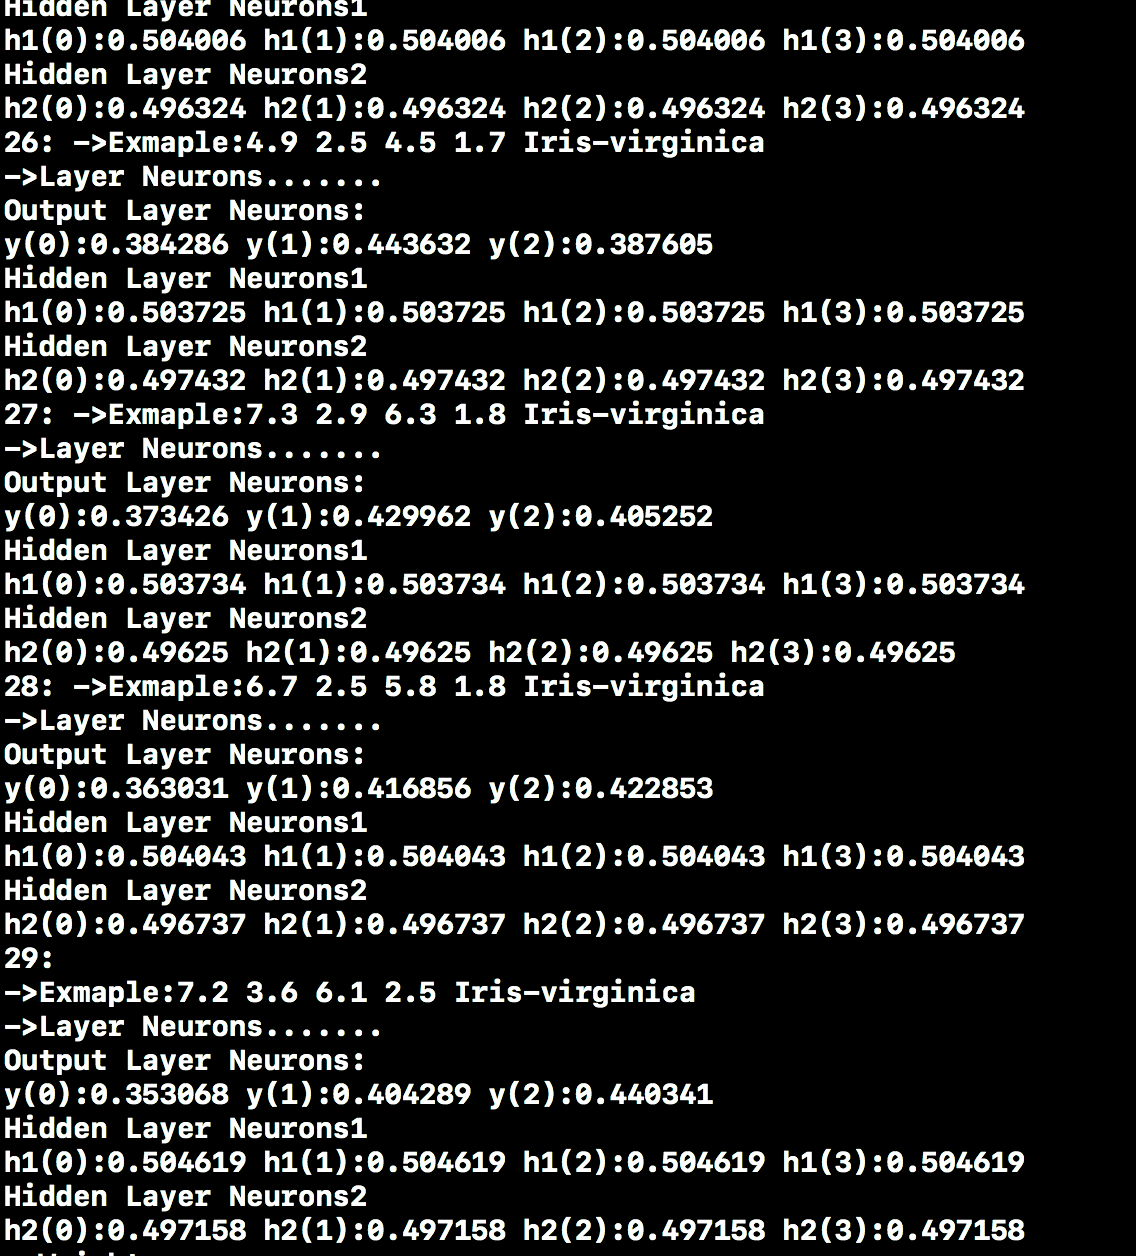 Hidden Layer Neurons1
h1(0):0.504006 h1(1):0.504006 h1(2):0.504006 h1(3):0.504006
Hidden Layer Neurons2
h2(0):0.496324 h2(1):0.496324 h2(2):0.496324 h2(3):0.496324
26: ->Exmaple:4.9 2.5 4.5 1.7 Iris-virginica
->Layer Neurons.......
Output Layer Neurons:
y(0):0.384286 y(1):0.443632 y(2):0.387605
Hidden Layer Neurons1
h1(0):0.503725 h1(1):0.503725 h1(2):0.503725 h1(3):0.503725
Hidden Layer Neurons2
h2(0):0.497432 h2(1):0.497432 h2(2):0.497432 h2(3):0.497432
27: ->Exmaple:7.3 2.9 6.3 1.8 Iris-virginica
->Layer Neurons.......
Output Layer Neurons:
y(0):0.373426 y(1):0.429962 y(2):0.405252
Hidden Layer Neurons1
h1(0):0.503734 h1(1):0.503734 h1(2):0.503734 h1(3):0.503734
Hidden Layer Neurons2
h2(0):0.49625 h2(1):0.49625 h2(2):0.49625 h2(3):0.49625
28: ->Exmaple:6.7 2.5 5.8 1.8 Iris-virginica
->Layer Neurons.......
Output Layer Neurons:
y(0):0.363031 y(1):0.416856 y(2):0.422853
Hidden Layer Neurons1
h1(0):0.504043 h1(1):0.504043 h1(2):0.504043 h1(3):0.504043
Hidden Layer Neurons2
h2(0):0.496737 h2(1):0.496737 h2(2):0.496737 h2(3):0.496737
29:
->Exmaple:7.2 3.6 6.1 2.5 Iris-virginica
->Layer Neurons.......
Output Layer Neurons:
y(0):0.353068 y(1):0.404289 y(2):0.440341
Hidden Layer Neurons1
h1(0):0.504619 h1(1):0.504619 h1(2):0.504619 h1(3):0.504619
Hidden Layer Neurons2
h2(0):0.497158 h2(1):0.497158 h2(2):0.497158 h2(3):0.497158